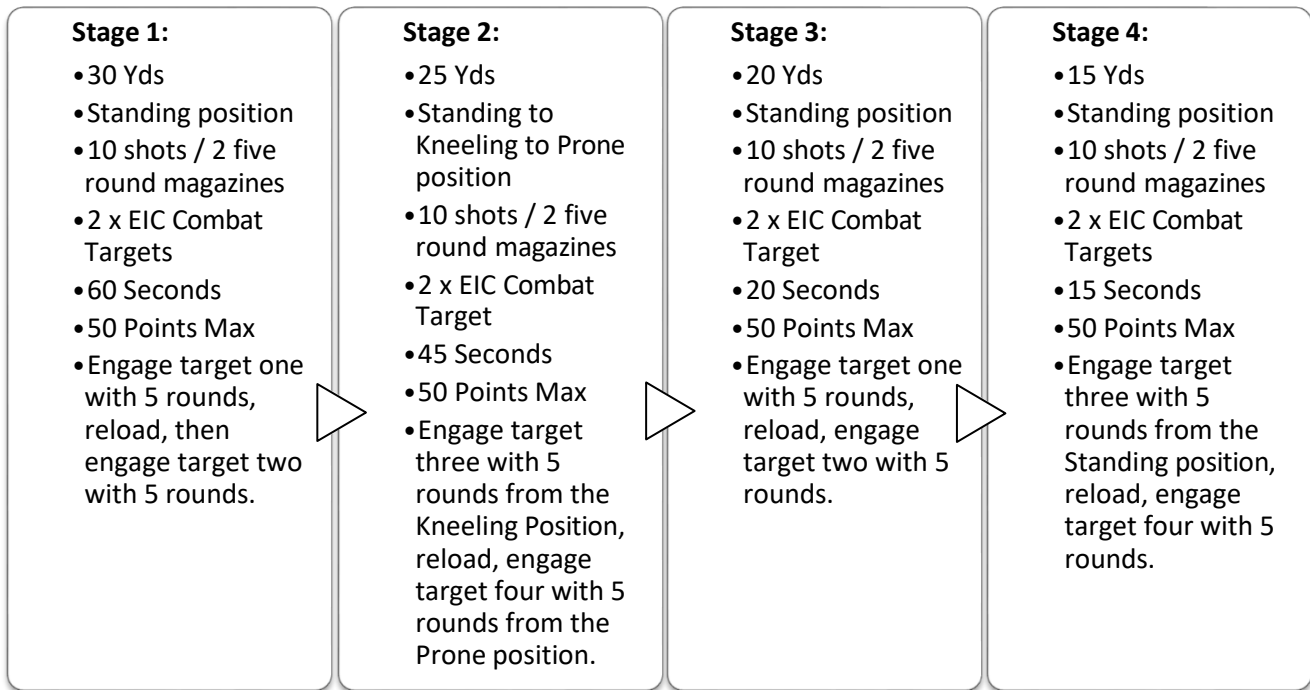 Stage 1:
•30 Yds
•Standing position
•10 shots / 2 five
round magazines
•2 x EIC Combat
Targets
•60 Seconds
•50 Points Max
•Engage target one
with 5 rounds,
reload, then
engage target two
with 5 rounds.
Stage 2:
•25 Yds
•Standing to
Kneeling to Prone
position
•10 shots / 2 five
round magazines
•2 x EIC Combat
Target
•45 Seconds
•50 Points Max
•Engage target
three with 5
rounds from the
Kneeling Position,
reload, engage
target four with 5
rounds from the
Prone position.
Stage 3:
•20 Yds
•Standing position
•10 shots / 2 five
round magazines
•2 x EIC Combat
Target
•20 Seconds
•50 Points Max
•Engage target one
with 5 rounds,
reload, engage
target two with 5
rounds.
Stage 4:
•15 Yds
•Standing position
•10 shots / 2 five
round magazines
•2 x EIC Combat
Targets
•15 Seconds
•50 Points Max
•Engage target
three with 5
rounds from the
Standing position,
reload, engage
target four with 5
rounds.